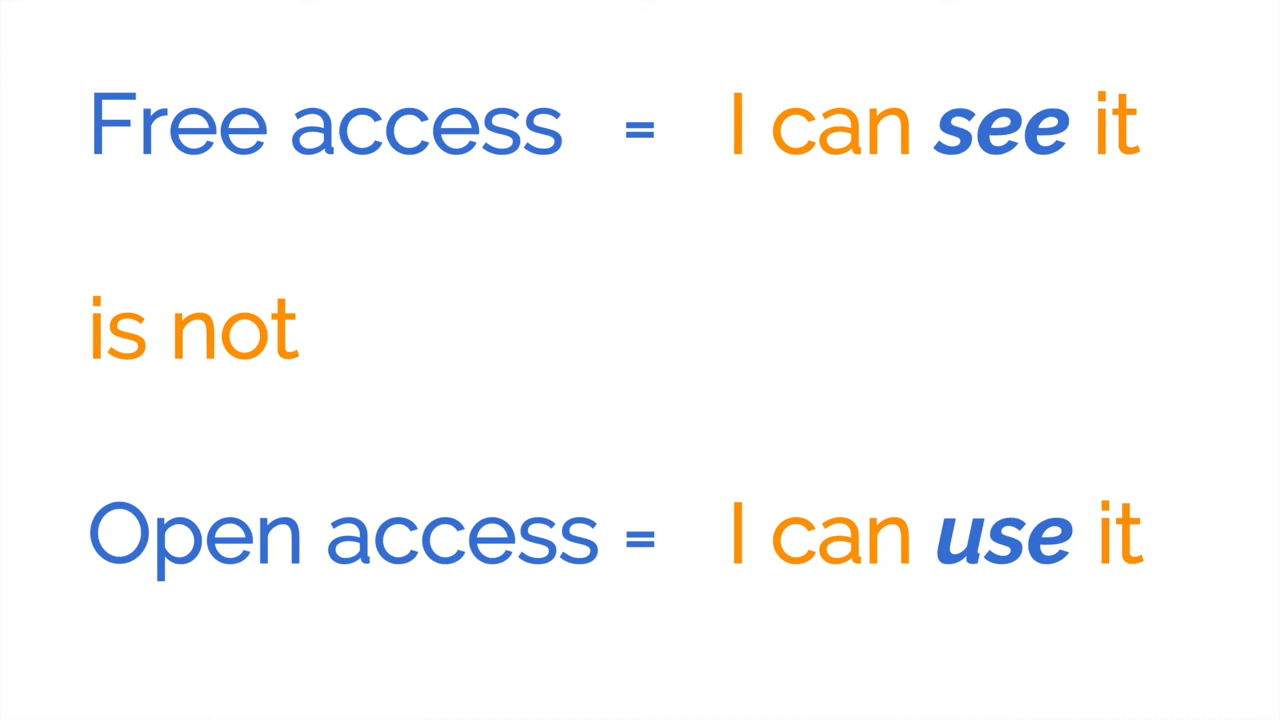 Free access = I can see it
is not
Open access = I can use it